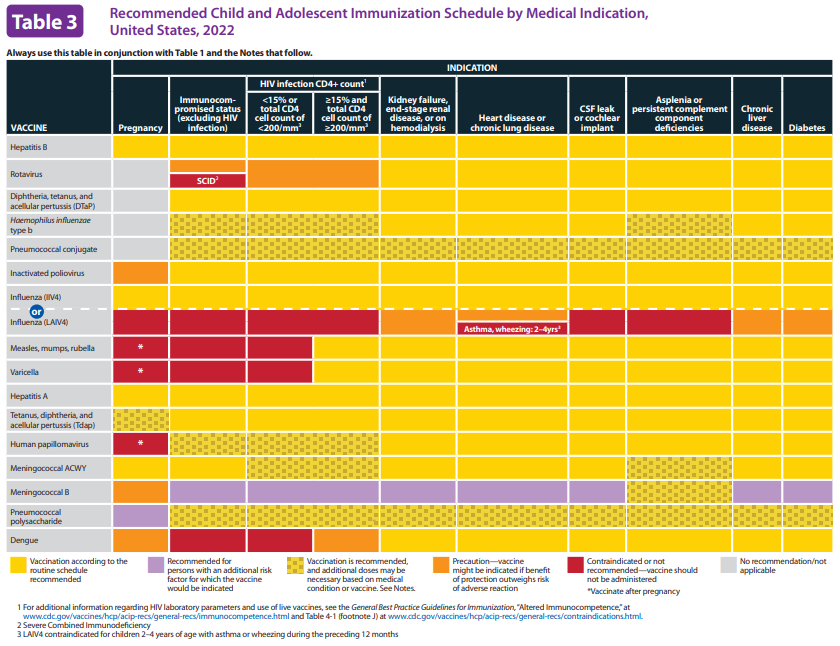 Table 3
Recommended Child and Adolescent Immunization Schedule by Medical Indication,
United States, 2022
Always use this table in conjunction with Table 1 and the Notes that follow.
INDICATION
VACCINE
Pregnancy
Immunocom-
promised status
(excluding HIV
infection)
HIV infection CD4+ count1
<15% or
total CD4
cell count of
<200/mm3
≥15% and
total CD4
cell count of
≥200/mm3
Kidney failure,
end-stage renal
disease, or on
hemodialysis
Heart disease or
chronic lung disease
CSF leak
or cochlear
implant
Asplenia or
persistent complement
component
deficiencies
Chronic
liver
disease
Diabetes
Hepatitis B
Rotavirus
SCID2
Diphtheria, tetanus, and
acellular pertussis (DTaP)
Haemophilus influenzae
type b
Pneumococcal conjugate
Inactivated poliovirus
Influenza (IIV4)
or
Influenza (LAIV4)
Asthma, wheezing: 2–4yrs3
Measles, mumps, rubella
*
Varicella
*
Hepatitis A
Tetanus, diphtheria, and
acellular pertussis (Tdap)
Human papillomavirus
*
Meningococcal ACWY
Meningococcal B
Pneumococcal
polysaccharide
Dengue
Vaccination according to the
routine schedule
recommended
Recommended for
persons with an additional risk
factor for which the vaccine
would be indicated
Vaccination is recommended,
and additional doses may be
necessary based on medical
condition or vaccine. See Notes.
Precaution—vaccine
might be indicated if benefit
of protection outweighs risk
of adverse reaction
Contraindicated or not
recommended—vaccine should
not be administered
*Vaccinate after pregnancy
No recommendation/not
applicable
1 For additional information regarding HIV laboratory parameters and use of live vaccines, see the General Best Practice Guidelines for Immunization, "Altered Immunocompetence," at
www.cdc.gov/vaccines/hcp/acip-recs/general-recs/immunocompetence.html and Table 4-1 (footnote J) at www.cdc.gov/vaccines/hcp/acip-recs/general-recs/contraindications.html.
2 Severe Combined Immunodeficiency
3 LAIV4 contraindicated for children 2–4 years of age with asthma or wheezing during the preceding 12 months